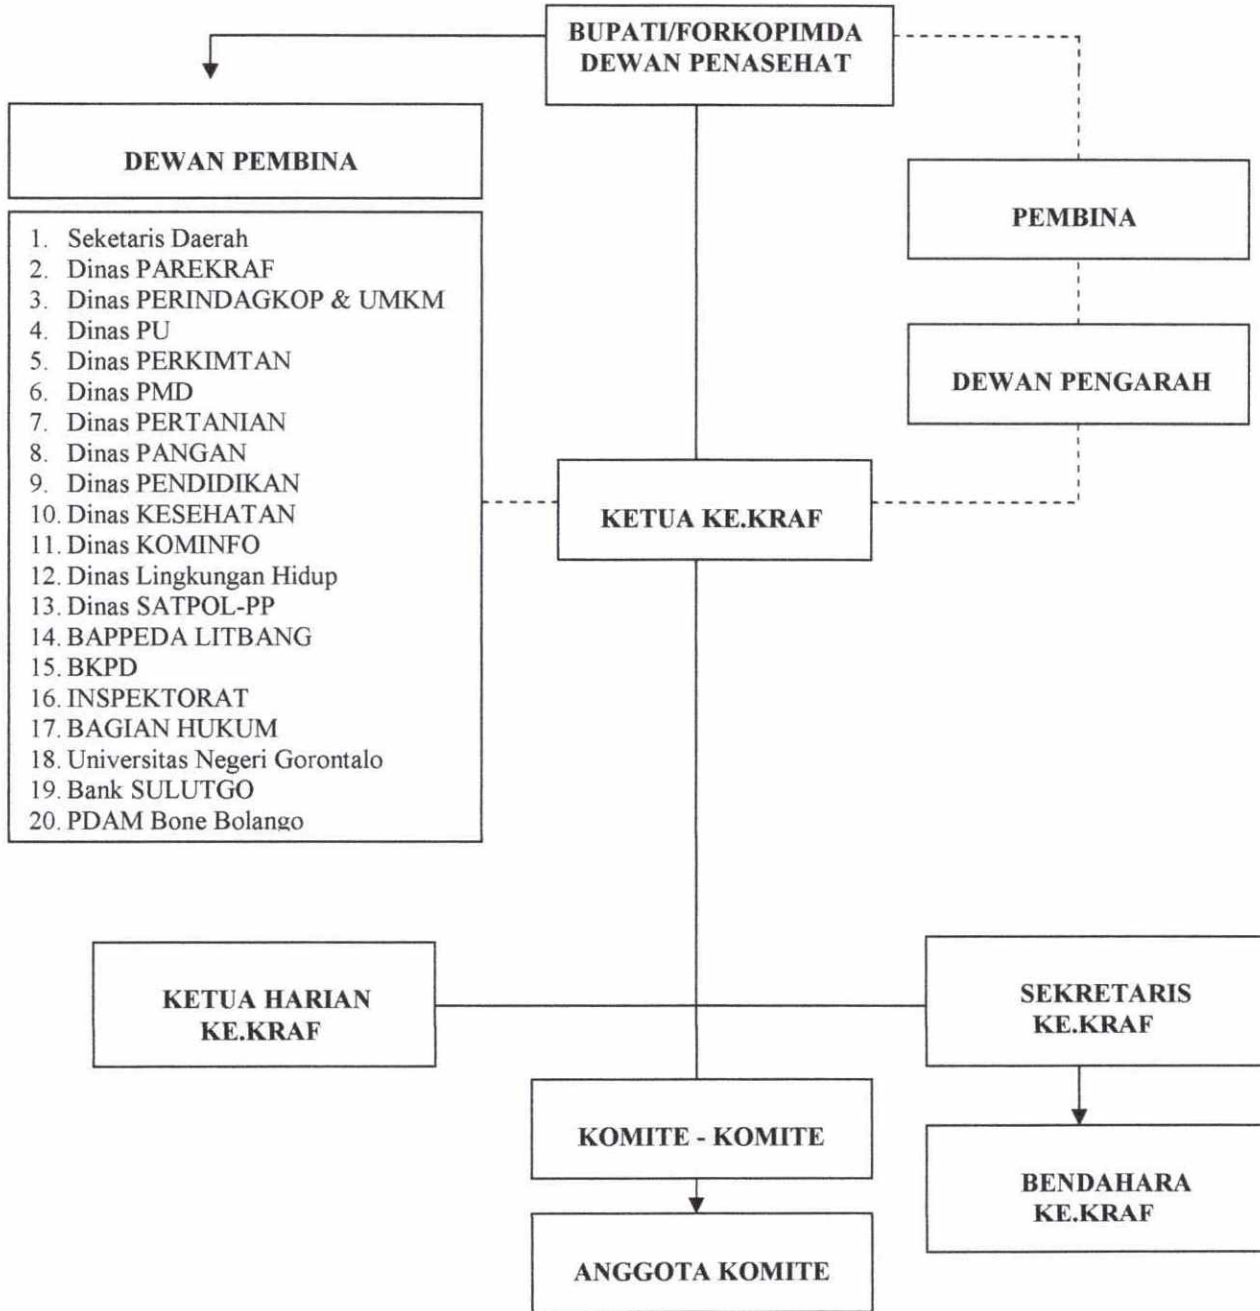 BUPATI/FORKOPIMDA
DEWAN PENASEHAT
DEWAN PEMBINA
1. Seketaris Daerah
2. Dinas PAREKRAF
3. Dinas PERINDAGKOP & UMKM
4. Dinas PU
5. Dinas PERKIMTAN
6. Dinas PMD
7. Dinas PERTANIAN
8. Dinas PANGAN
9. Dinas PENDIDIKAN
10. Dinas KESEHATAN
11. Dinas KOMINFO
12. Dinas Lingkungan Hidup
13. Dinas SATPOL-PP
14. BAPPEDA LITBANG
15. BKPD
16. INSPEKTORAT
17. BAGIAN HUKUM
18. Universitas Negeri Gorontalo
19. Bank SULUTGO
20. PDAM Bone Bolango
PEMBINA
DEWAN PENGARAH
KETUA KE.KRAF
KETUA HARIAN
KE.KRAF
SEKRETARIS
KE.KRAF
KOMITE - KOMITE
BENDAHARA
KE.KRAF
ANGGOTA KOMITE